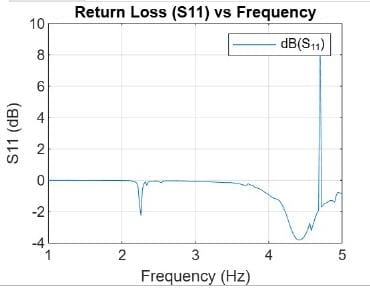 Return Loss (S11) vs Frequency
10
8
6
4
2
0
-2
-4
dB(S₁₁)
S11 (dB)
1 2 3 4 5
Frequency (Hz)